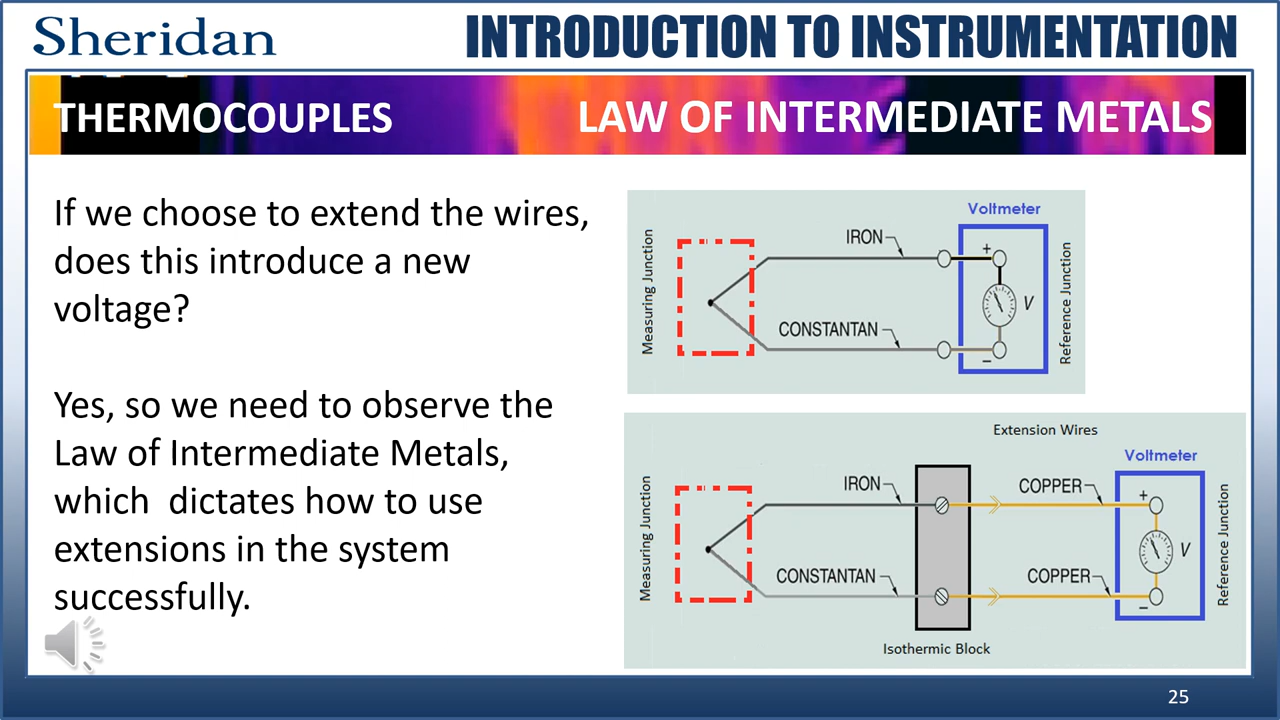 Sheridan
INTRODUCTION TO INSTRUMENTATION
THERMOCOUPLES
LAW OF INTERMEDIATE METALS
If we choose to extend the wires,
does this introduce a new
voltage?
Yes, so we need to observe the
Law of Intermediate Metals,
which dictates how to use
extensions in the system
successfully.
Voltmeter
Measuring Junction
IRON
+
V
CONSTANTAN
−
Reference Junction
Extension Wires
Voltmeter
Measuring Junction
IRON
COPPER
+
V
CONSTANTAN
COPPER
−
Reference Junction
Isothermic Block
25